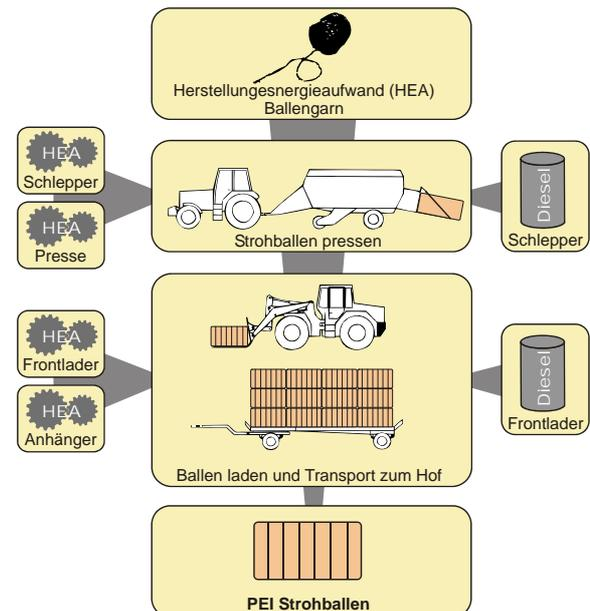 Herstellungesnergieaufwand (HEA)
Ballengarn
HEA
Schlepper
HEA
Presse
Strohballen pressen
Diesel
Schlepper
HEA
Frontlader
HEA
Anhänger
Ballen laden und Transport zum Hof
Diesel
Frontlader
PEI Strohballen